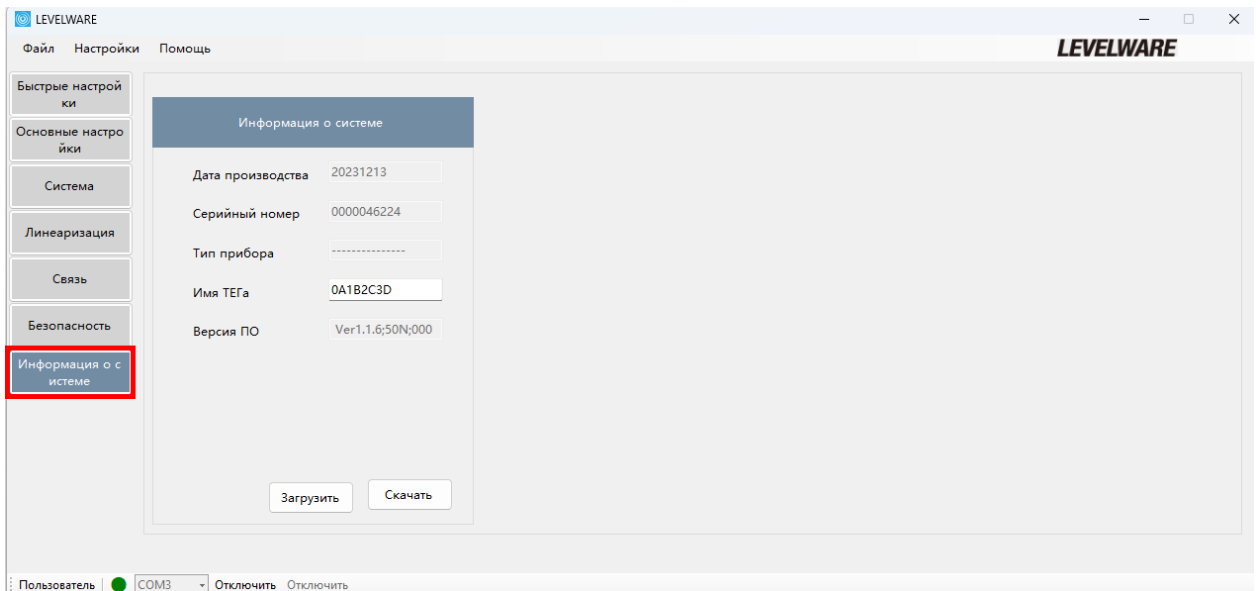 LEVELWARE
Файл Настройки Помощь
LEVELWARE
Быстрые настрой
ки
Основные настро
йки
Система
Линеаризация
Связь
Безопасность
Информация о с
истеме
Информация о системе
Дата производства 20231213
Серийный номер 0000046224
Тип прибора ---------------
Имя ТЕГа 0A1B2C3D
Версия ПО Ver1.1.6;50N;000
Загрузить Скачать
Пользователь COM3 Отключить Отключить